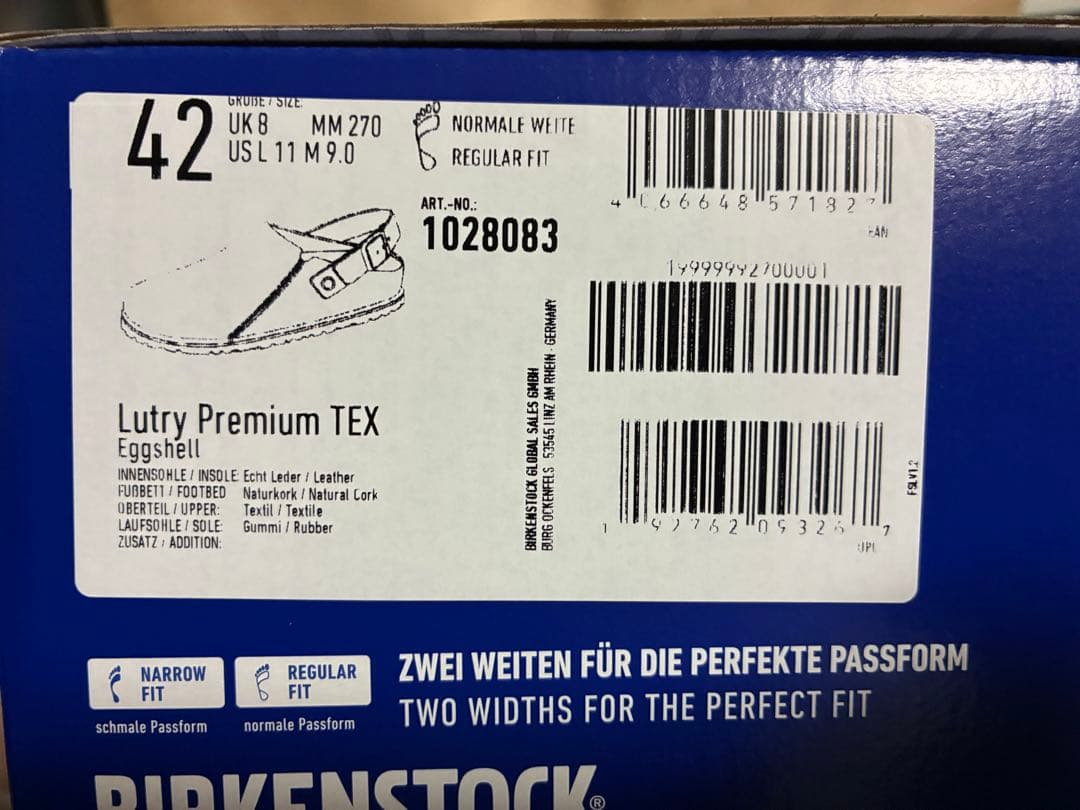 GRÖßE / SIZE:
42
UK 8 MM 270
US L 11 M 9.0
NORMALE WEITE
REGULAR FIT
ART.-NO.:
1028083
EAN
Lutry Premium TEX
Eggshell
INNENSOHLE / INSOLE: Echt Leder / Leather
FUßBETT / FOOTBED Naturkork / Natural Cork
OBERTEIL / UPPER: Textil / Textile
LAUFSOHLE / SOLE: Gummi / Rubber
ZUSATZ / ADDITION:
BIRKENSTOCK GLOBAL SALES GMBH
BURG OCKENFELS · 53545 LINZ AM RHEIN · GERMANY
19999992700001
FSLV1.2
UPC
NARROW
FIT
schmale Passform
REGULAR
FIT
normale Passform
ZWEI WEITEN FÜR DIE PERFEKTE PASSFORM
TWO WIDTHS FOR THE PERFECT FIT
BIRKENSTOCK®